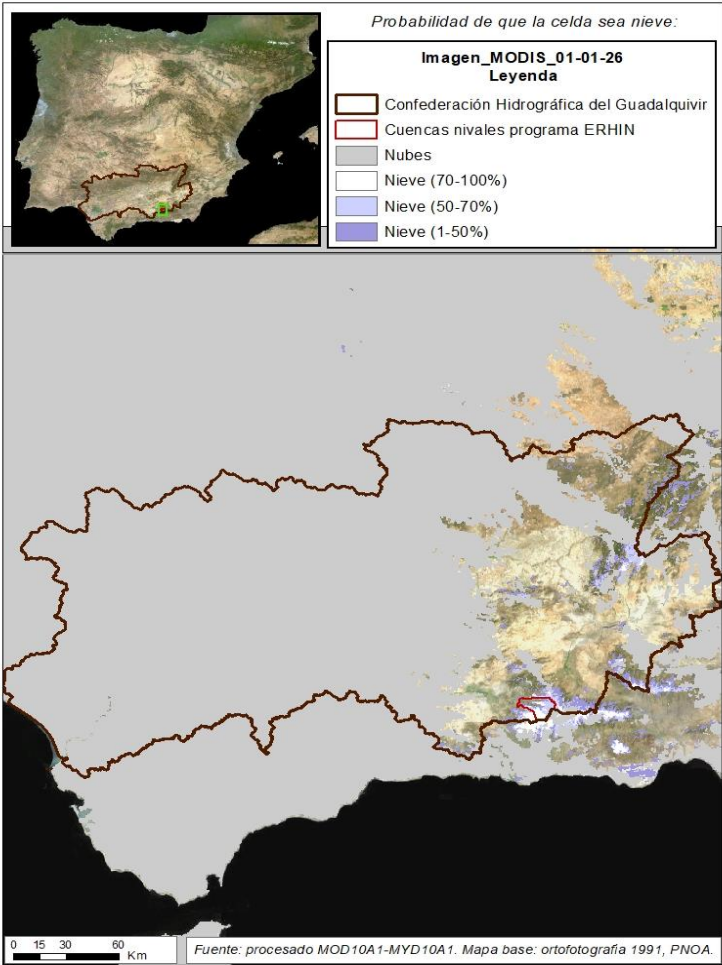 Probabilidad de que la celda sea nieve:
Imagen_MODIS_01-01-26
Leyenda
Confederación Hidrográfica del Guadalquivir
Cuencas nivales programa ERHIN
Nubes
Nieve (70-100%)
Nieve (50-70%)
Nieve (1-50%)
0 15 30 60
Km
Fuente: procesado MOD10A1-MYD10A1. Mapa base: ortofotografía 1991, PNOA.